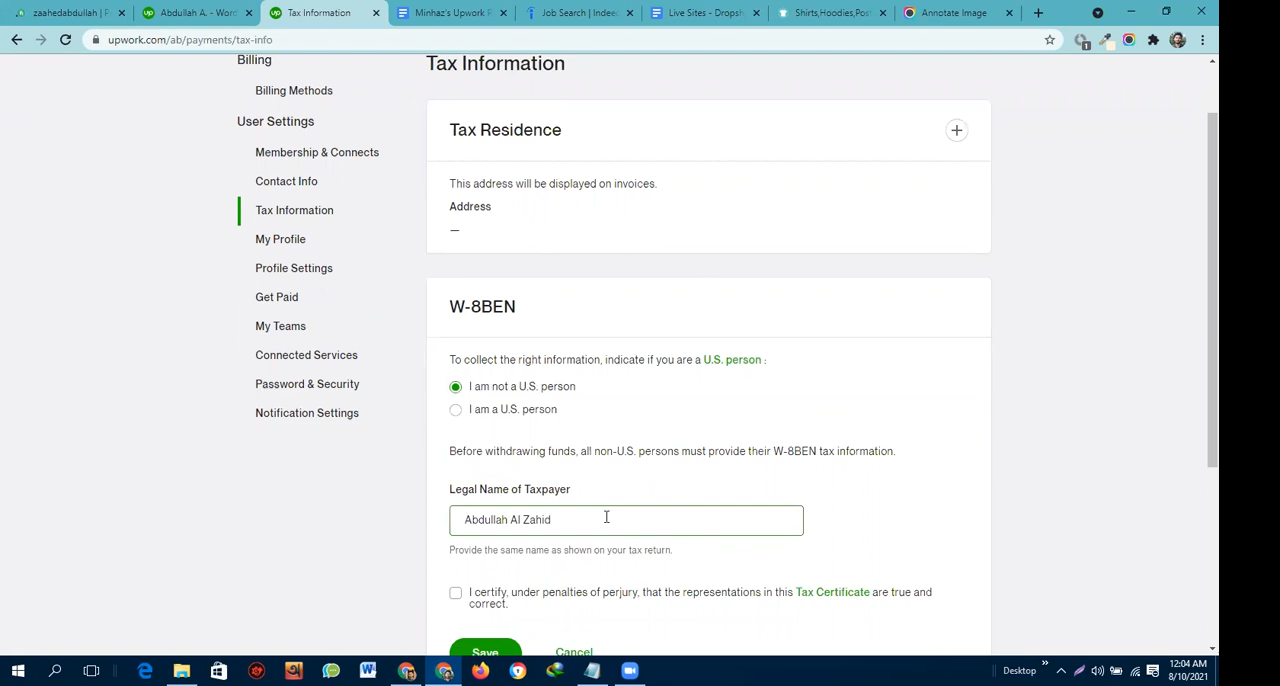 zaahedabdullah | F
Abdullah A. - Word
Tax Information
Minhaz's Upwork P
Job Search | Indeed
Live Sites - Dropsh
Shirts,Hoodies,Pos
Annotate Image
upwork.com/ab/payments/tax-info
Billing
Billing Methods
User Settings
Membership & Connects
Contact Info
Tax Information
My Profile
Profile Settings
Get Paid
My Teams
Connected Services
Password & Security
Notification Settings
Tax Information
Tax Residence
This address will be displayed on invoices.
Address
—
W-8BEN
To collect the right information, indicate if you are a U.S. person :
I am not a U.S. person
I am a U.S. person
Before withdrawing funds, all non-U.S. persons must provide their W-8BEN tax information.
Legal Name of Taxpayer
Abdullah Al Zahid
Provide the same name as shown on your tax return.
I certify, under penalties of perjury, that the representations in this Tax Certificate are true and
correct.
Save Cancel
Desktop
12:04 AM
8/10/2021